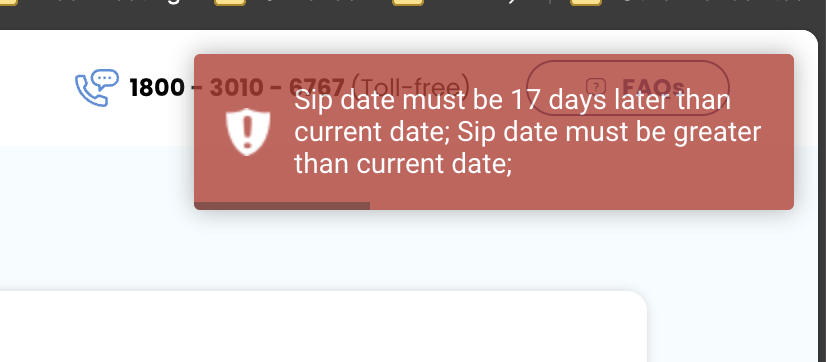 1800 - 3010 - 6767 (Toll-free)
FAQs
Sip date must be 17 days later than
current date; Sip date must be greater
than current date;